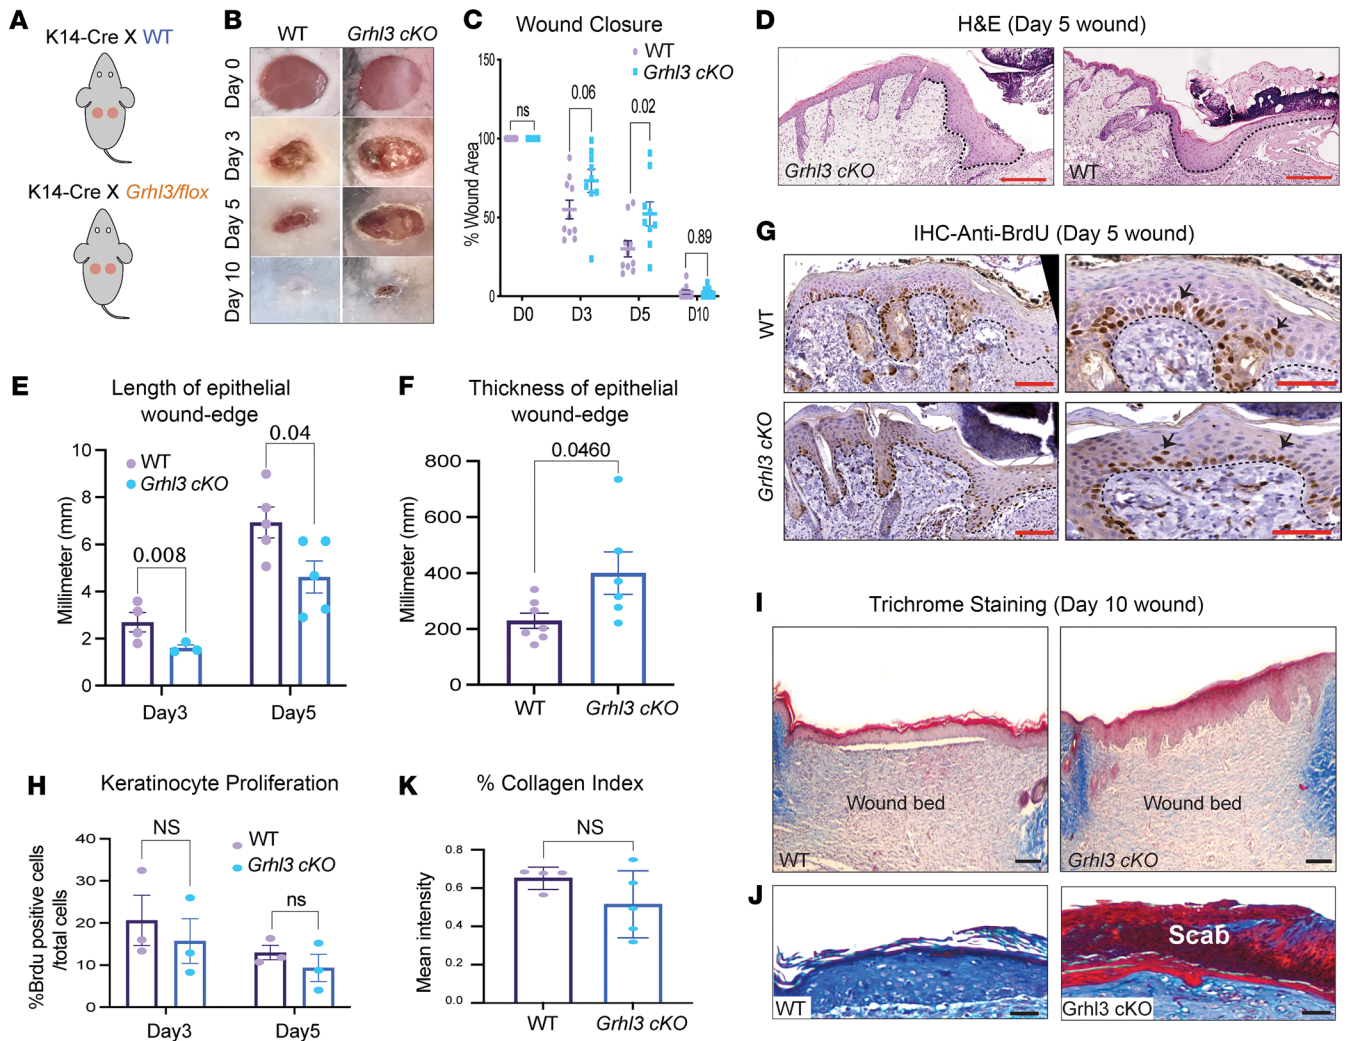 A
K14-Cre X WT
K14-Cre X Grhl3/flox
B
WT Grhl3 cKO
Day 0
Day 3
Day 5
Day 10
C
Wound Closure
WT
Grhl3 cKO
% Wound Area
150
100
50
0
ns
0.06
0.02
0.89
D0 D3 D5 D10
D
H&E (Day 5 wound)
Grhl3 cKO
WT
E
Length of epithelial
wound-edge
Millimeter (mm)
10
8
6
4
2
0
WT
Grhl3 cKO
0.008
0.04
Day3 Day5
F
Thickness of epithelial
wound-edge
Millimeter (mm)
800
600
400
200
0
0.0460
WT Grhl3 cKO
G
IHC-Anti-BrdU (Day 5 wound)
WT
Grhl3 cKO
H
Keratinocyte Proliferation
%Brdu positive cells
/total cells
40
30
20
10
0
NS
ns
WT
Grhl3 cKO
Day3 Day5
K
% Collagen Index
Mean intensity
0.8
0.6
0.4
0.2
0.0
NS
WT Grhl3 cKO
I
Trichrome Staining (Day 10 wound)
Wound bed
WT
Wound bed
Grhl3 cKO
J
WT
Scab
Grhl3 cKO